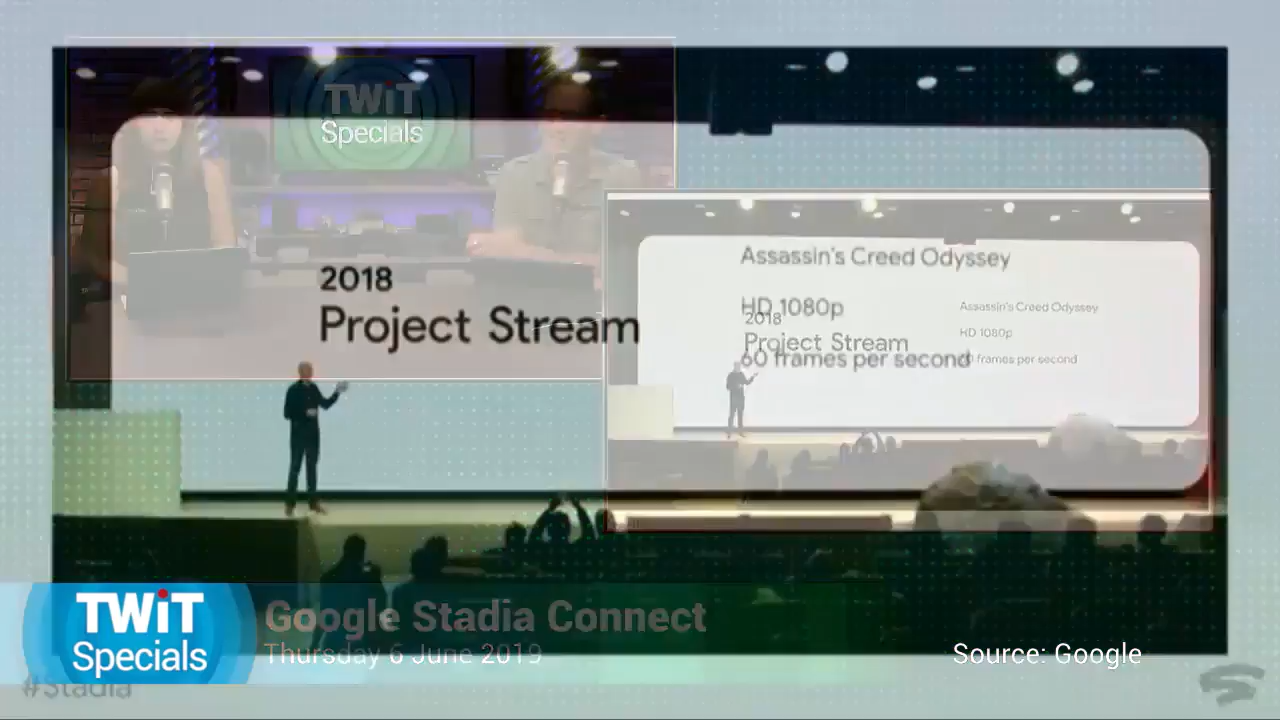 TWiT
Specials
2018
Project Stream
Assassin's Creed Odyssey
HD 1080p
60 frames per second
2018
Project Stream
Assassin's Creed Odyssey
HD 1080p
frames per second
TWiT
Specials
Google Stadia Connect
Thursday 6 June 2019
Source: Google
#Stadia